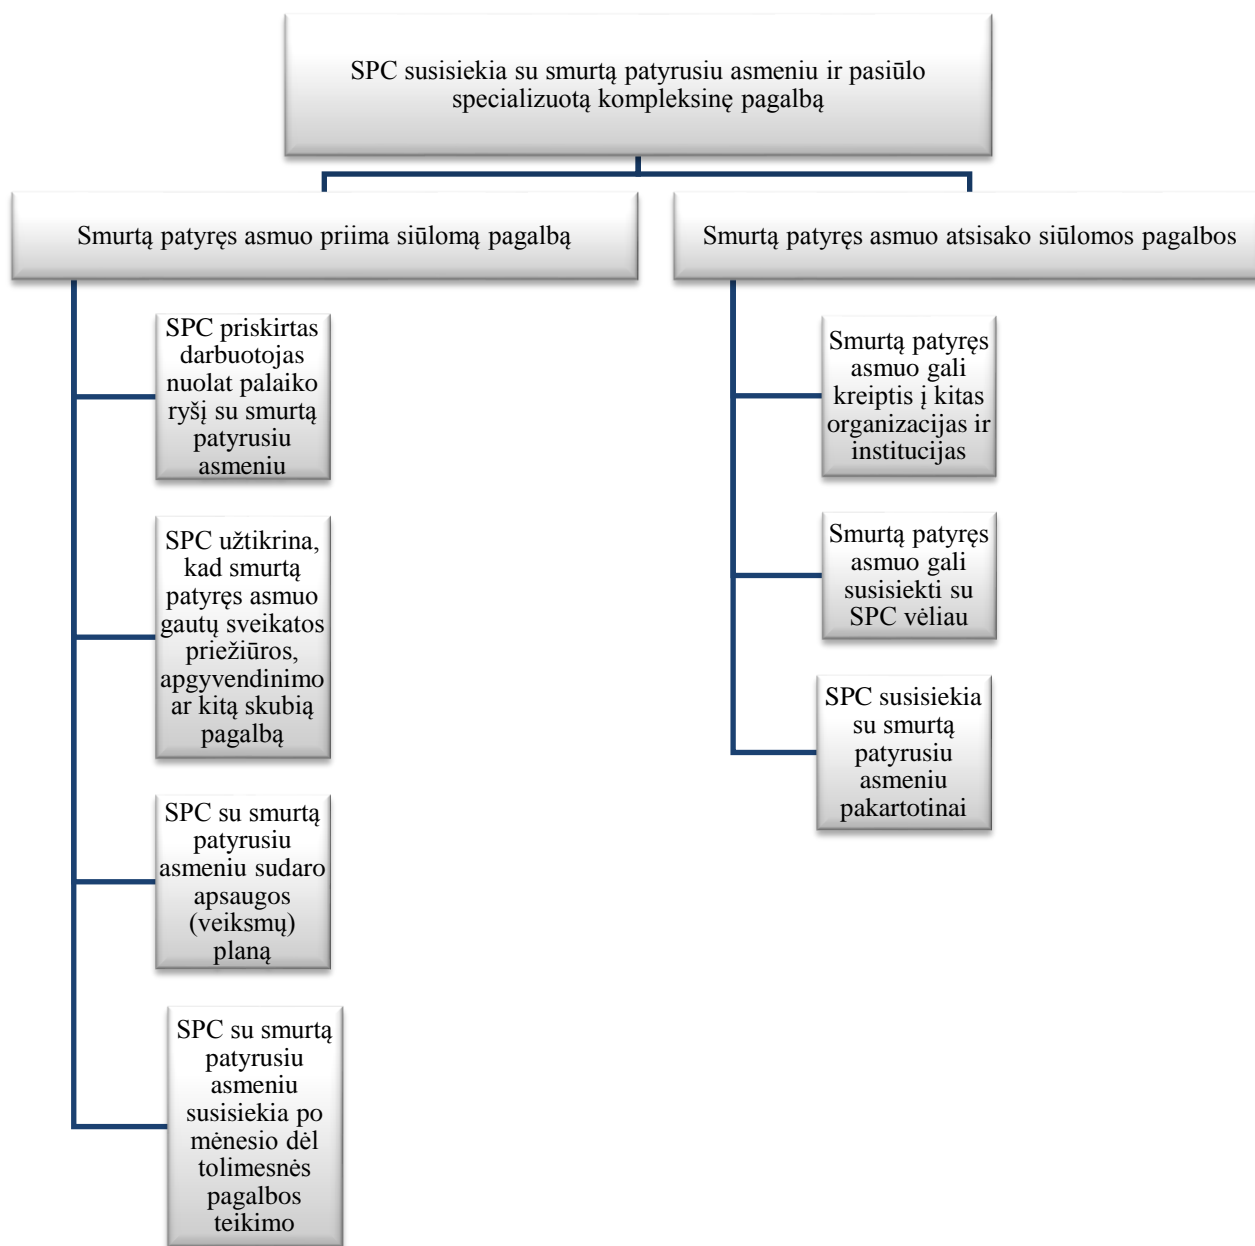 SPC susisiekia su smurtą patyrusiu asmeniu ir pasiūlo
specializuotą kompleksinę pagalbą
Smurtą patyręs asmuo priima siūlomą pagalbą
SPC priskirtas
darbuotojas
nuolat palaiko
ryšį su smurtą
patyrusiu
asmeniu
SPC užtikrina,
kad smurtą
patyręs asmuo
gautų sveikatos
priežiūros,
apgyvendinimo
ar kitą skubią
pagalbą
SPC su smurtą
patyrusiu
asmeniu sudaro
apsaugos
(veiksmų)
planą
SPC su smurtą
patyrusiu
asmeniu
susisiekia po
mėnesio dėl
tolimesnės
pagalbos
teikimo
Smurtą patyręs asmuo atsisako siūlomos pagalbos
Smurtą patyręs
asmuo gali
kreiptis į kitas
organizacijas ir
institucijas
Smurtą patyręs
asmuo gali
susisiekti su
SPC vėliau
SPC susisiekia
su smurtą
patyrusiu
asmeniu
pakartotinai